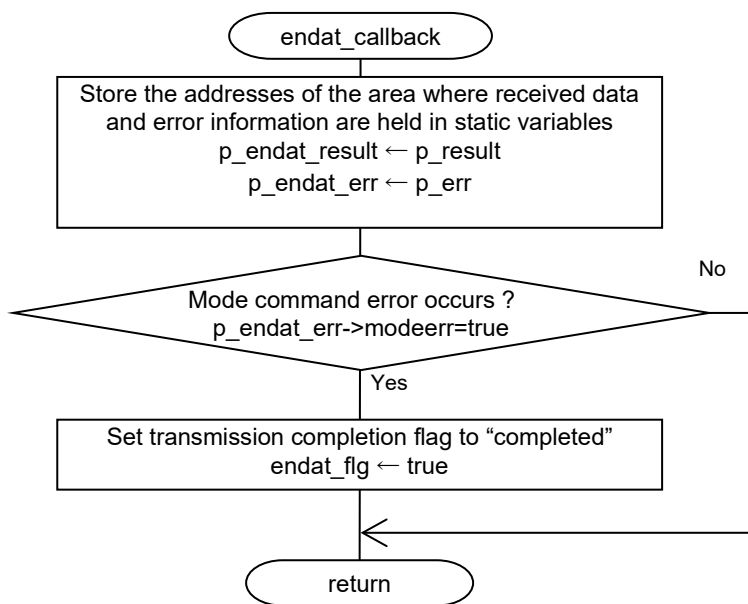 endat_callback
Store the addresses of the area where received data
and error information are held in static variables
p_endat_result ← p_result
p_endat_err ← p_err
No
Mode command error occurs ?
p_endat_err->modeerr=true
Yes
Set transmission completion flag to “completed”
endat_flg ← true
return